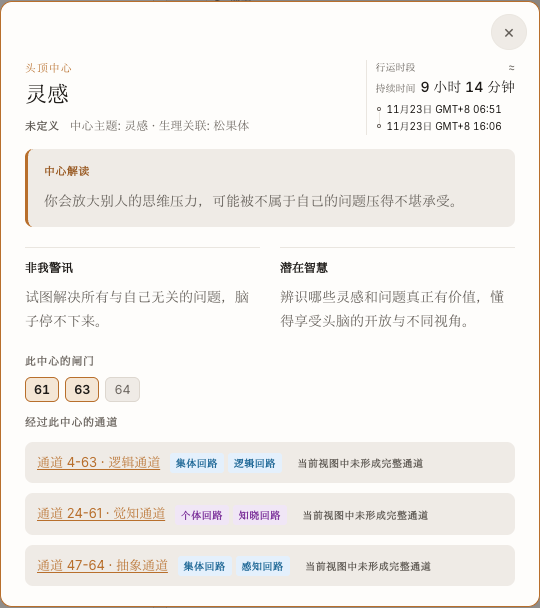 ×
头顶中心
灵感
未定义 中心主题: 灵感 · 生理关联: 松果体
行运时段 ≈
持续时间 9 小时 14 分钟
11月23日 GMT+8 06:51
11月23日 GMT+8 16:06
中心解读
你会放大别人的思维压力，可能被不属于自己的问题压得不堪承受。
非我警讯
试图解决所有与自己无关的问题，脑
子停不下来。
潜在智慧
辨识哪些灵感和问题真正有价值，懂
得享受头脑的开放与不同视角。
此中心的闸门
61 63 64
经过此中心的通道
通道 4-63 · 逻辑通道 集体回路 逻辑回路 当前视图中未形成完整通道
通道 24-61 · 觉知通道 个体回路 知晓回路 当前视图中未形成完整通道
通道 47-64 · 抽象通道 集体回路 感知回路 当前视图中未形成完整通道